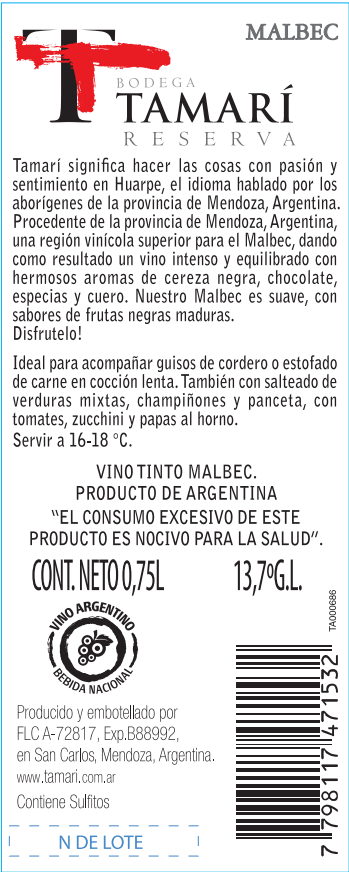 MALBEC
T
BODEGA
TAMARÍ
RESERVA
Tamarí significa hacer las cosas con pasión y
sentimiento en Huarpe, el idioma hablado por los
aborígenes de la provincia de Mendoza, Argentina.
Procedente de la provincia de Mendoza, Argentina,
una región vinícola superior para el Malbec, dando
como resultado un vino intenso y equilibrado con
hermosos aromas de cereza negra, chocolate,
especias y cuero. Nuestro Malbec es suave, con
sabores de frutas negras maduras.
Disfrutelo!
Ideal para acompañar guisos de cordero o estofado
de carne en cocción lenta. También con salteado de
verduras mixtas, champiñones y panceta, con
tomates, zucchini y papas al horno.
Servir a 16-18 °C.
VINO TINTO MALBEC.
PRODUCTO DE ARGENTINA
"EL CONSUMO EXCESIVO DE ESTE
PRODUCTO ES NOCIVO PARA LA SALUD".
CONT. NETO 0,75L 13,7ºG.L.
VINO ARGENTINO
BEBIDA NACIONAL
TA000686
7 798117 471532
Producido y embotellado por
FLC A-72817, Exp.B88992,
en San Carlos, Mendoza, Argentina.
www.tamari.com.ar
Contiene Sulfitos
N DE LOTE